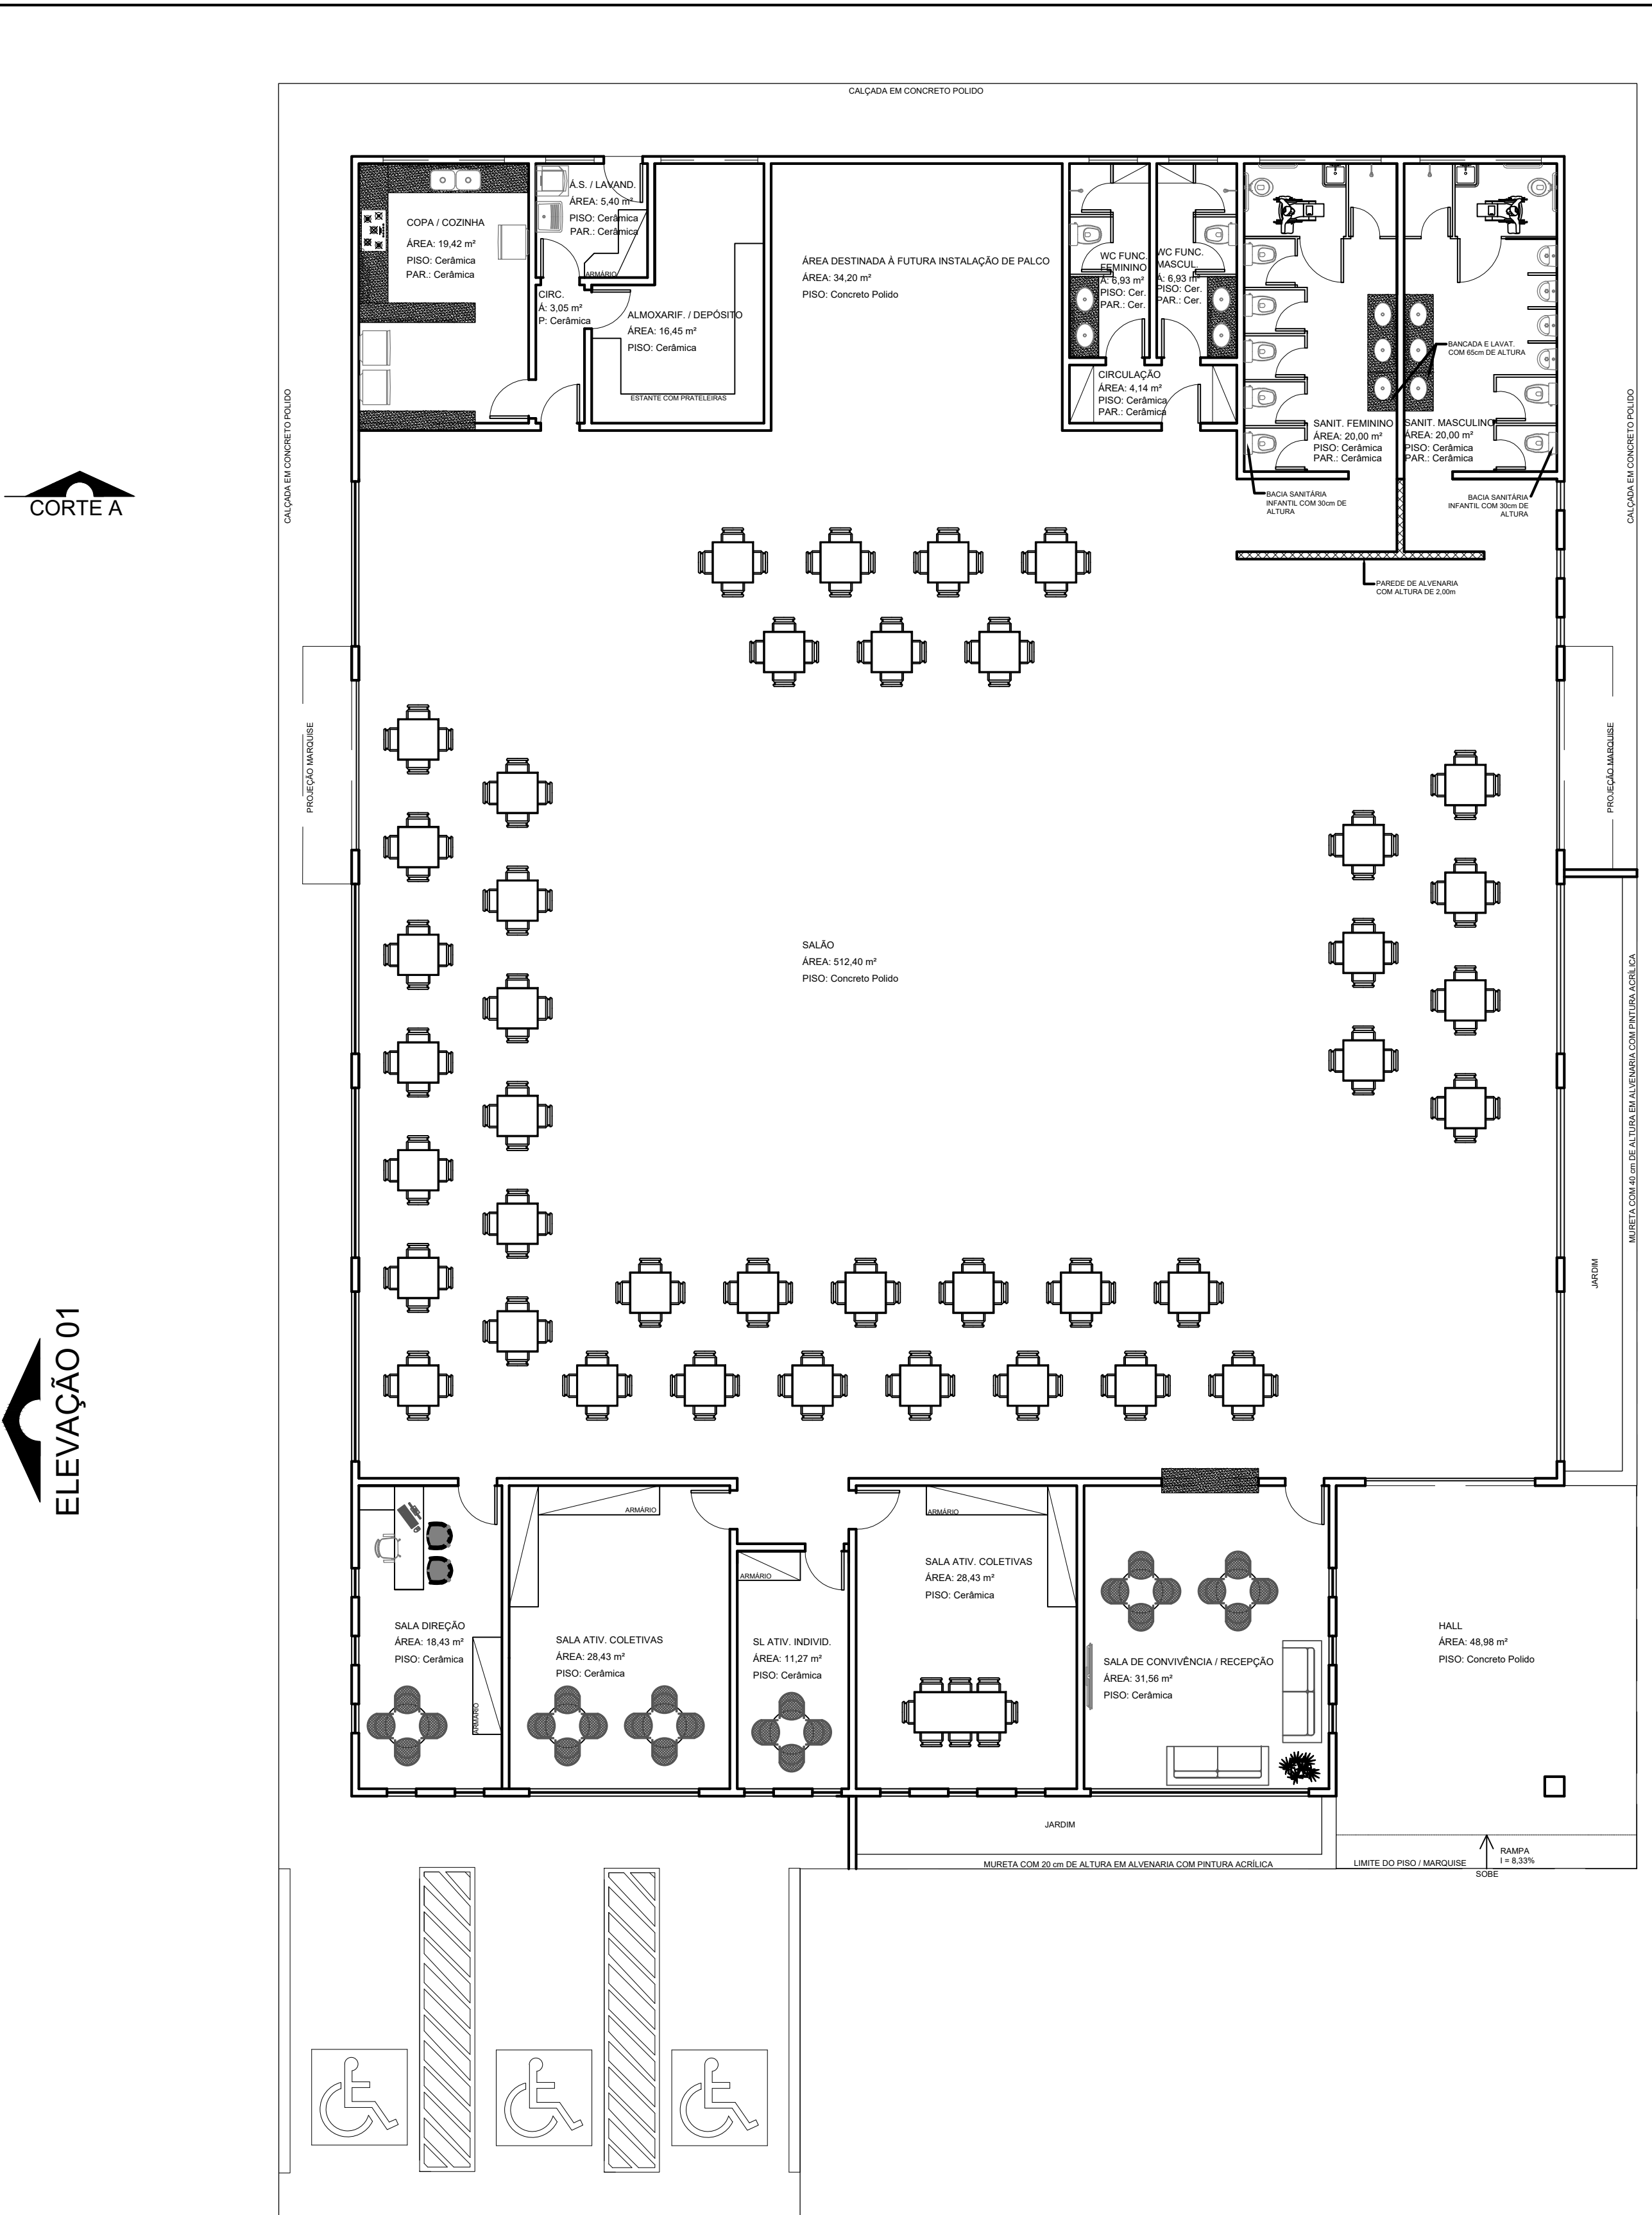 CALÇADA EM CONCRETO POLIDO
COPA / COZINHA
ÁREA: 19,42 m²
PISO: Cerâmica
PAR.: Cerâmica
Á.S. / LAVAND.
ÁREA: 5,40 m²
PISO: Cerâmica
PAR.: Cerâmica
ARMÁRIO
CIRC.
Á: 3,05 m²
P: Cerâmica
ALMOXARIF. / DEPÓSITO
ÁREA: 16,45 m²
PISO: Cerâmica
ESTANTE COM PRATELEIRAS
ÁREA DESTINADA À FUTURA INSTALAÇÃO DE PALCO
ÁREA: 34,20 m²
PISO: Concreto Polido
WC FUNC.
FEMININO
Á: 6,93 m²
PISO: Cer.
PAR.: Cer.
WC FUNC.
MASCUL.
Á: 6,93 m²
PISO: Cer.
PAR.: Cer.
CIRCULAÇÃO
ÁREA: 4,14 m²
PISO: Cerâmica
PAR.: Cerâmica
BANCADA E LAVAT.
COM 65cm DE ALTURA
SANIT. FEMININO
ÁREA: 20,00 m²
PISO: Cerâmica
PAR.: Cerâmica
SANIT. MASCULINO
ÁREA: 20,00 m²
PISO: Cerâmica
PAR.: Cerâmica
BACIA SANITÁRIA
INFANTIL COM 30cm DE
ALTURA
BACIA SANITÁRIA
INFANTIL COM 30cm DE
ALTURA
PAREDE DE ALVENARIA
COM ALTURA DE 2,00m
CALÇADA EM CONCRETO POLIDO
CALÇADA EM CONCRETO POLIDO
CORTE A
PROJEÇÃO MARQUISE
PROJEÇÃO MARQUISE
SALÃO
ÁREA: 512,40 m²
PISO: Concreto Polido
MURETA COM 40 cm DE ALTURA EM ALVENARIA COM PINTURA ACRÍLICA
JARDIM
ELEVAÇÃO 01
SALA DIREÇÃO
ÁREA: 18,43 m²
PISO: Cerâmica
ARMÁRIO
ARMÁRIO
SALA ATIV. COLETIVAS
ÁREA: 28,43 m²
PISO: Cerâmica
ARMÁRIO
SL ATIV. INDIVID.
ÁREA: 11,27 m²
PISO: Cerâmica
ARMÁRIO
SALA ATIV. COLETIVAS
ÁREA: 28,43 m²
PISO: Cerâmica
SALA DE CONVIVÊNCIA / RECEPÇÃO
ÁREA: 31,56 m²
PISO: Cerâmica
HALL
ÁREA: 48,98 m²
PISO: Concreto Polido
JARDIM
MURETA COM 20 cm DE ALTURA EM ALVENARIA COM PINTURA ACRÍLICA
LIMITE DO PISO / MARQUISE
RAMPA
I = 8,33%
SOBE